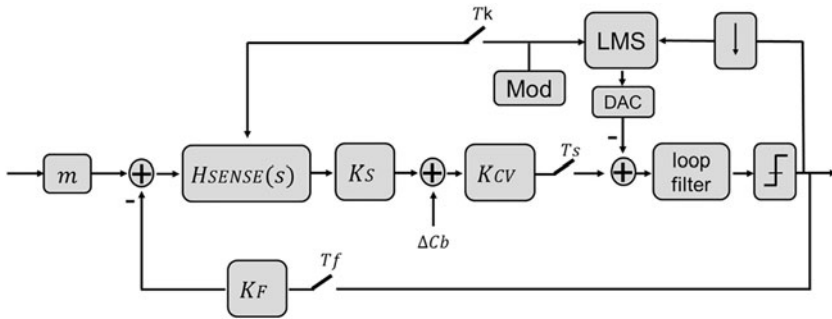 Tk
LMS
Mod
DAC
m
HSENSE(s)
KS
KCV
Ts
loop
filter
ΔCb
Tf
KF